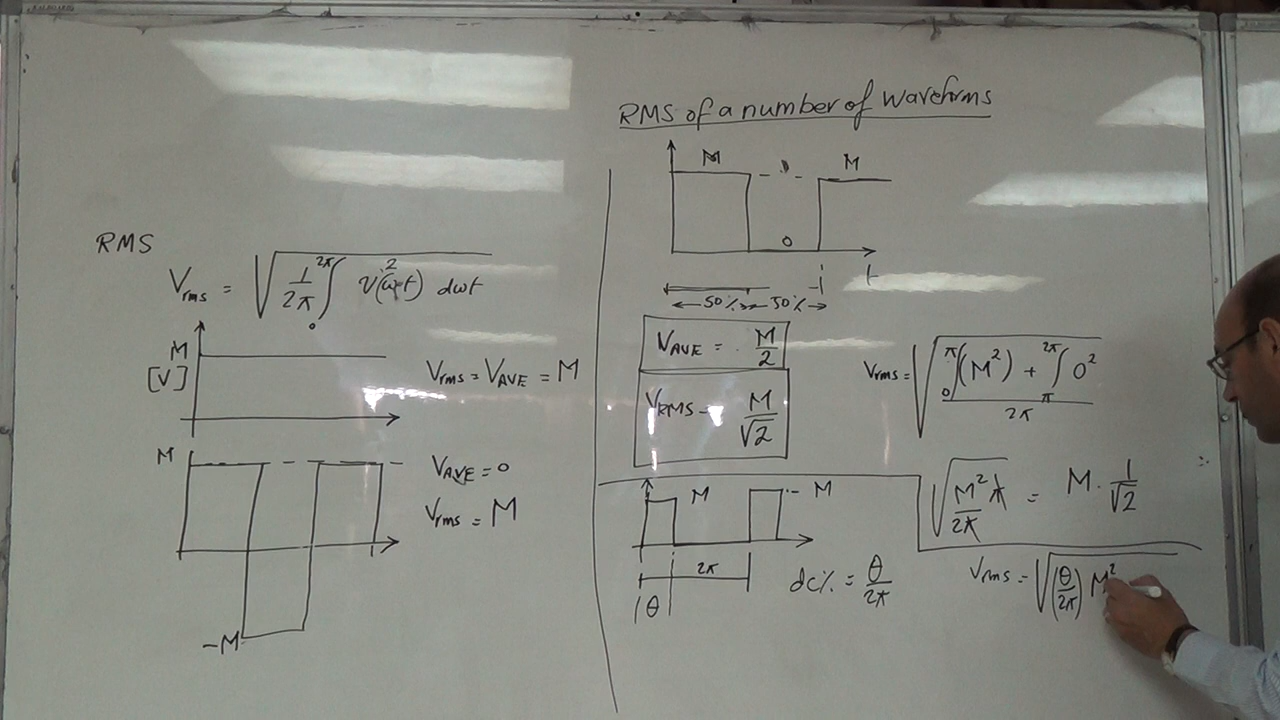 RMS
Vrms = √(1/2π ₀∫²π v²(ωt) dωt)
M
[V]
Vrms = VAVE = M
M
VAVE = 0
Vrms = M
-M
RMS of a number of waveforms
M M
0
t
50% 50%
VAVE = M/2
VRMS = M/√2
Vrms = √((₀∫π(M²) + π∫²π 0²)/2π)
√(M²/2π π) = M · 1/√2
M M
2π
θ
dc% = θ/2π
Vrms = √((θ/2π) M²